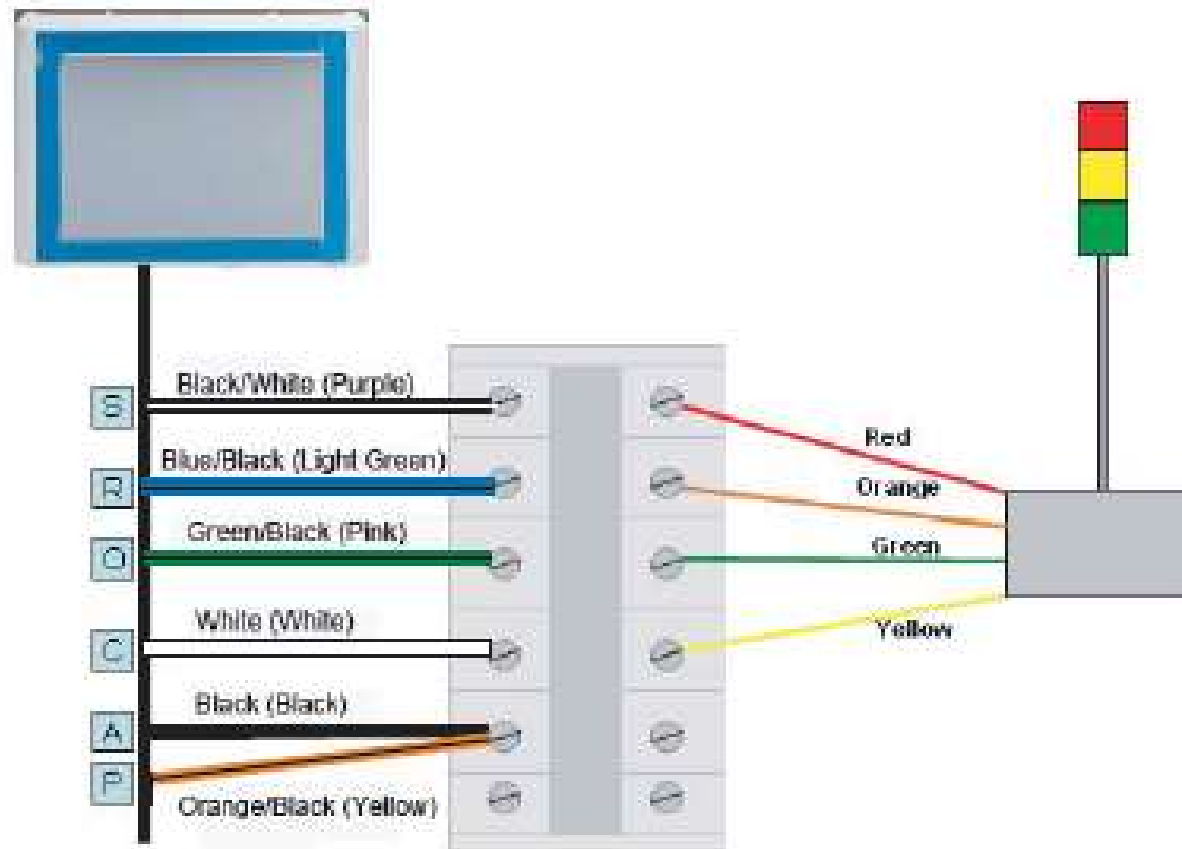 S
Black/White (Purple)
Red
R
Blue/Black (Light Green)
Orange
O
Green/Black (Pink)
Green
C
White (White)
Yellow
A
Black (Black)
P
Orange/Black (Yellow)